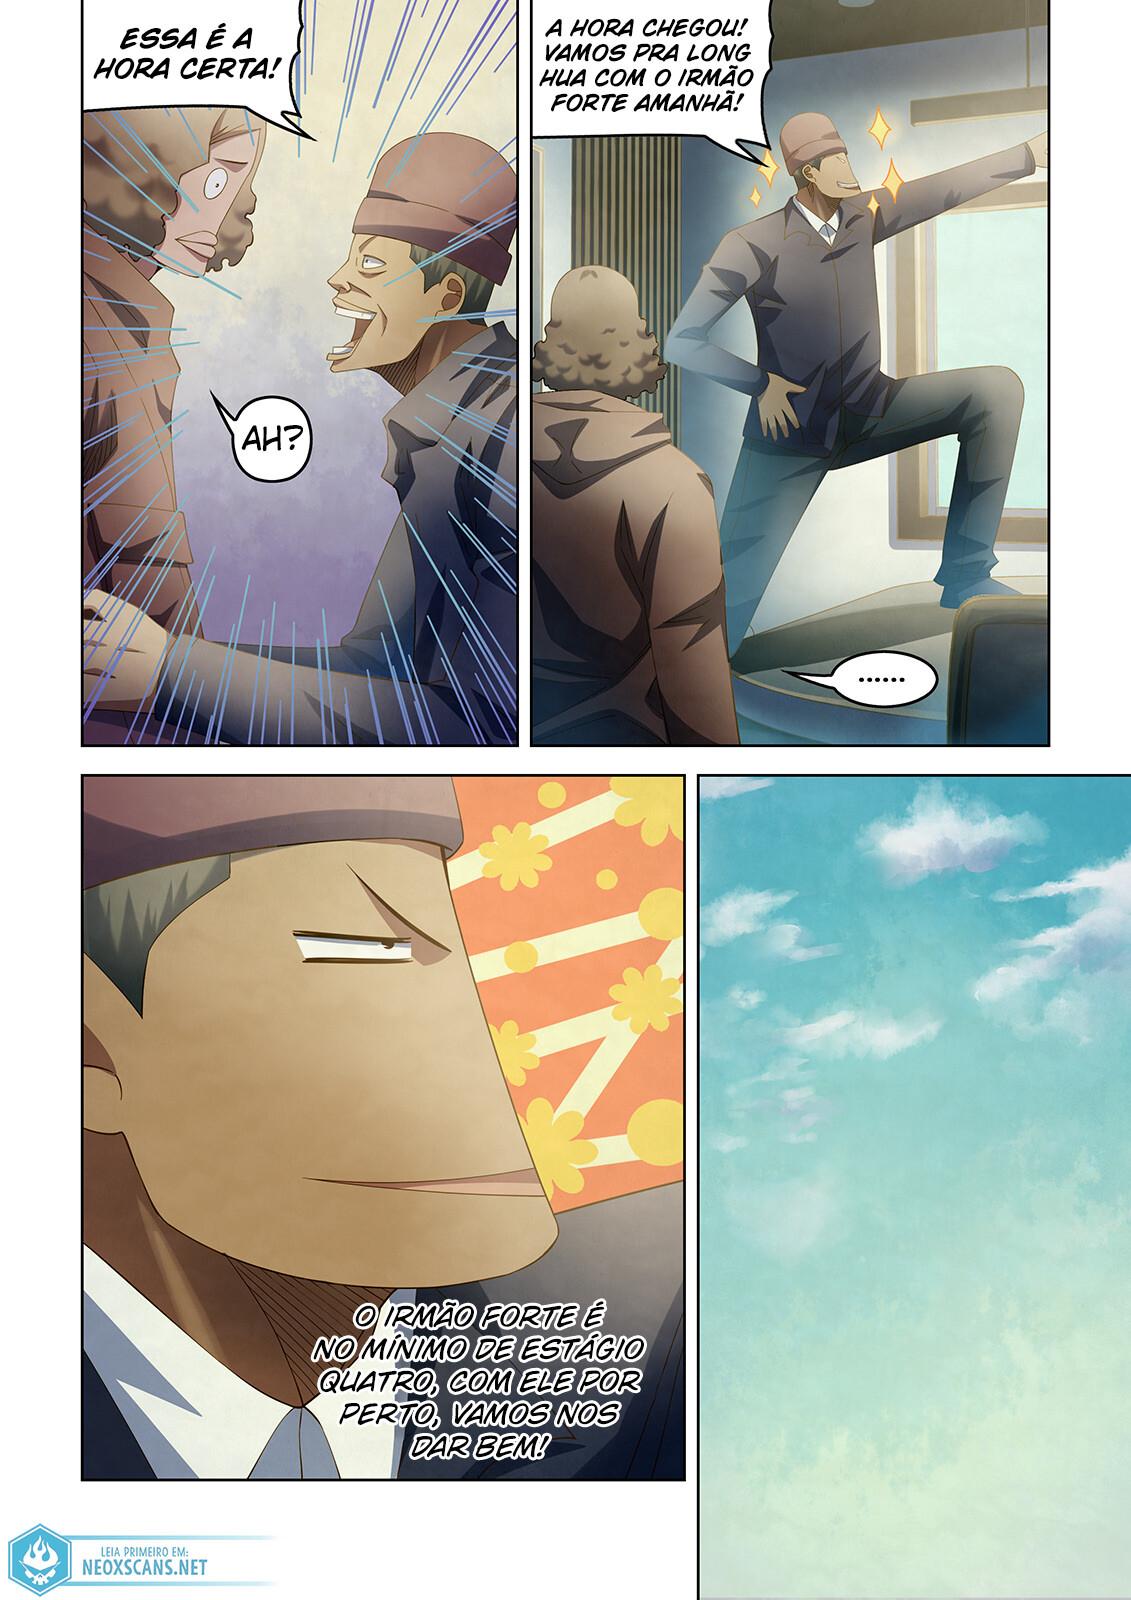 ESSA É A
HORA CERTA!
AH?
A HORA CHEGOU!
VAMOS PRA LONG
HUA COM O IRMÃO
FORTE AMANHÃ!
......
O IRMÃO FORTE É
NO MÍNIMO DE ESTÁGIO
QUATRO, COM ELE POR
PERTO, VAMOS NOS
DAR BEM!
LEIA PRIMEIRO EM:
NEOXSCANS.NET